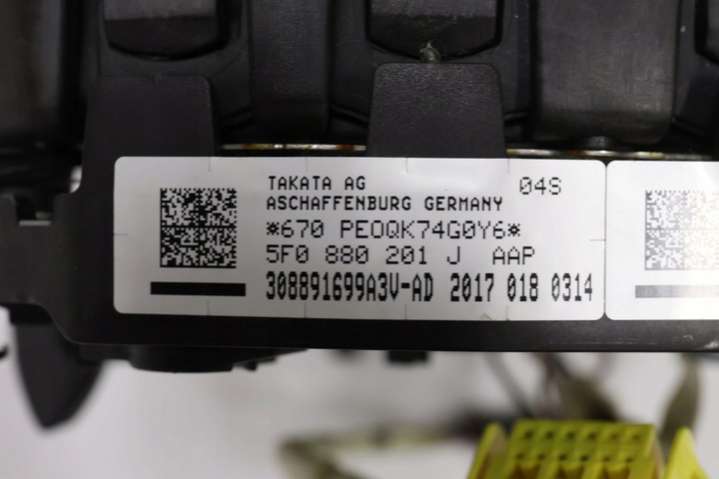 TAKATA AG 04S
ASCHAFFENBURG GERMANY
*670 PEOQK74G0Y6*
5F0 880 201 J AAP
308891699A3V-AD 2017 018 0314